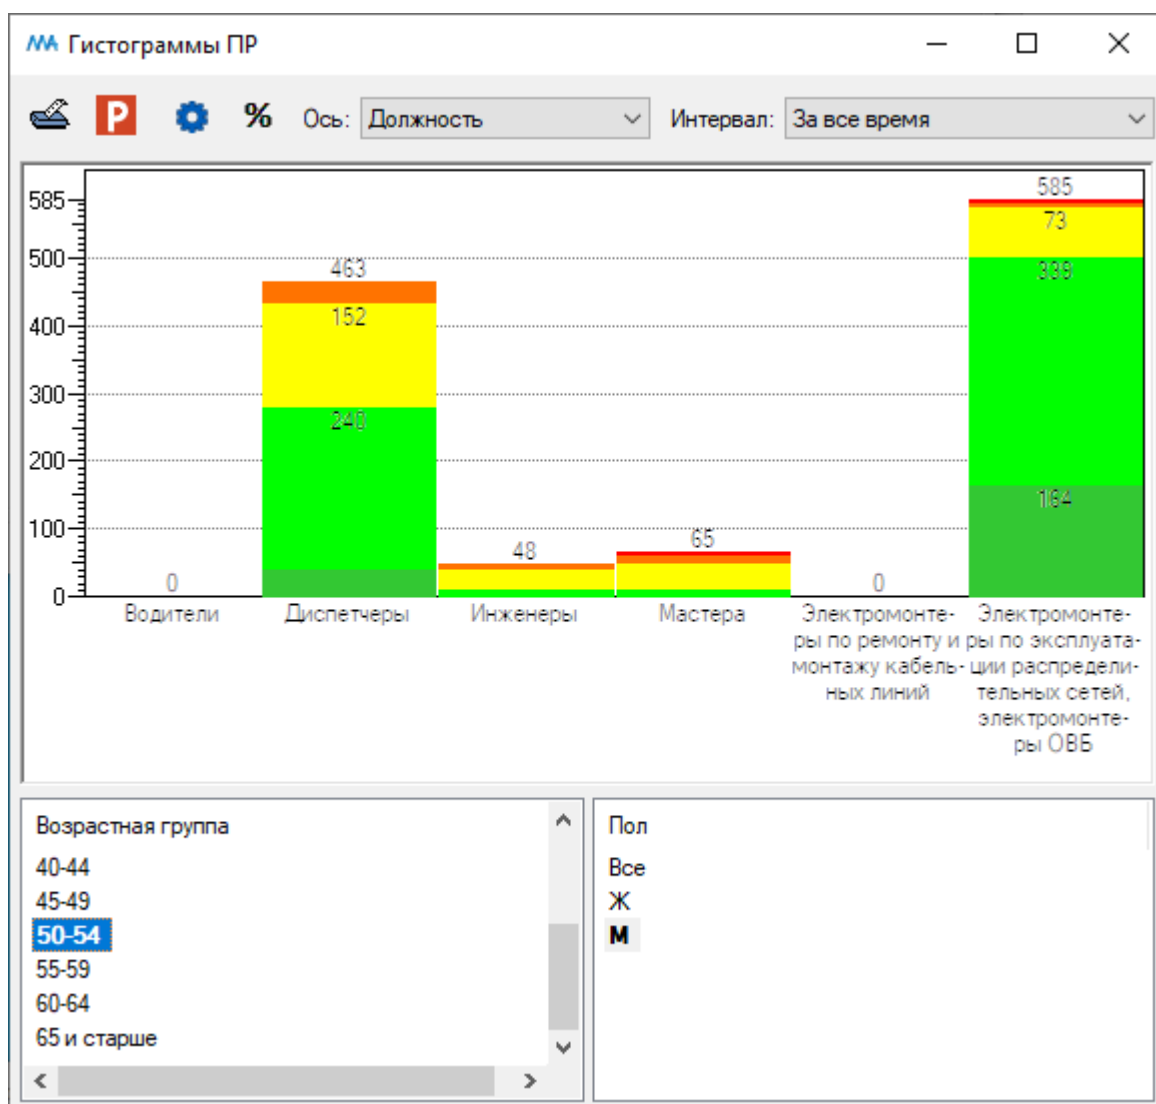 Гистограммы ПР
P % Ось: Должность Интервал: За все время
585
500
400
300
200
100
0
0
463
152
240
48
65
0
585
73
339
164
Водители
Диспетчеры
Инженеры
Мастера
Электромонте-
ры по ремонту и
монтажу кабель-
ных линий
Электромонте-
ры по эксплуата-
ции распредели-
тельных сетей,
электромонте-
ры ОВБ
Возрастная группа
40-44
45-49
50-54
55-59
60-64
65 и старше
Пол
Все
Ж
М